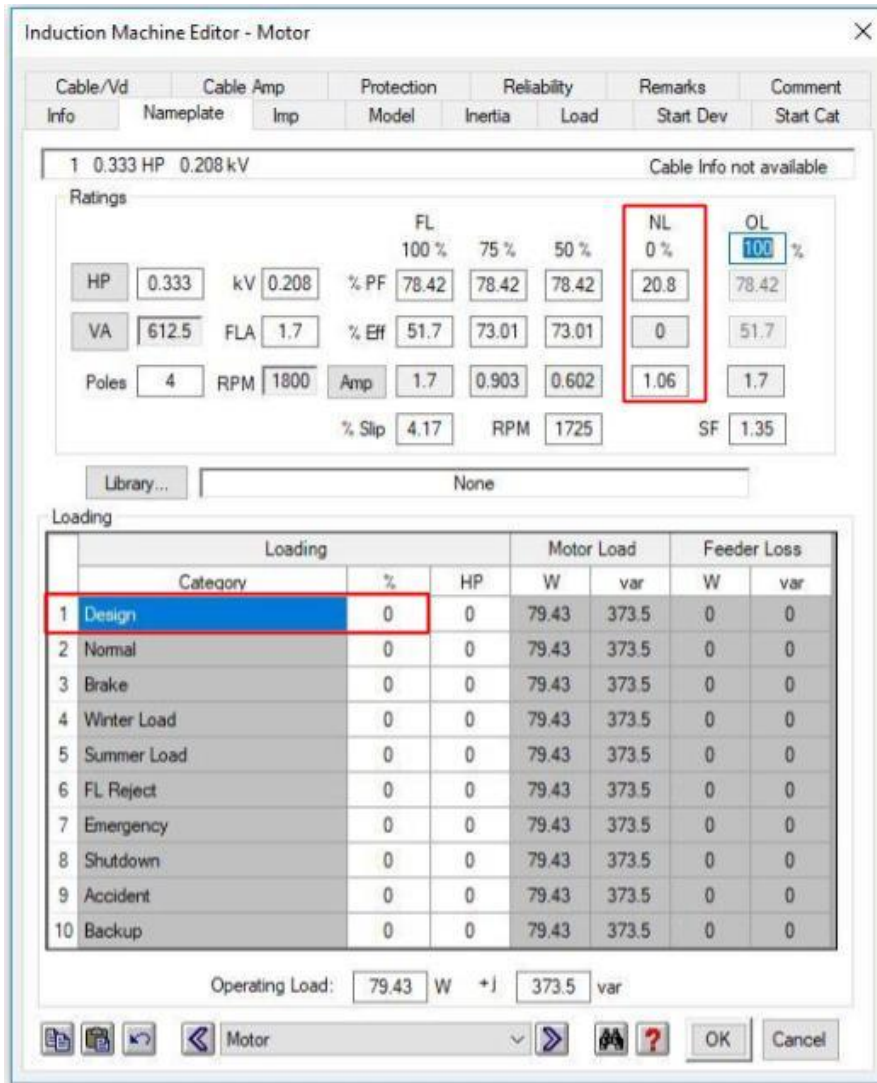 Induction Machine Editor - Motor
Cable/Vd Cable Amp Protection Reliability Remarks Comment
Info Nameplate Imp Model Inertia Load Start Dev Start Cat
1 0.333 HP 0.208 kV Cable Info not available
Ratings
FL NL OL
100 % 75 % 50 % 0 % 100 %
HP 0.333 kV 0.208 % PF 78.42 78.42 78.42 20.8 78.42
VA 612.5 FLA 1.7 % Eff 51.7 73.01 73.01 0 51.7
Poles 4 RPM 1800 Amp 1.7 0.903 0.602 1.06 1.7
% Slip 4.17 RPM 1725 SF 1.35
Library... None
Loading
Loading Motor Load Feeder Loss
Category % HP W var W var
1 Design 0 0 79.43 373.5 0 0
2 Normal 0 0 79.43 373.5 0 0
3 Brake 0 0 79.43 373.5 0 0
4 Winter Load 0 0 79.43 373.5 0 0
5 Summer Load 0 0 79.43 373.5 0 0
6 FL Reject 0 0 79.43 373.5 0 0
7 Emergency 0 0 79.43 373.5 0 0
8 Shutdown 0 0 79.43 373.5 0 0
9 Accident 0 0 79.43 373.5 0 0
10 Backup 0 0 79.43 373.5 0 0
Operating Load: 79.43 W +j 373.5 var
Motor ? OK Cancel